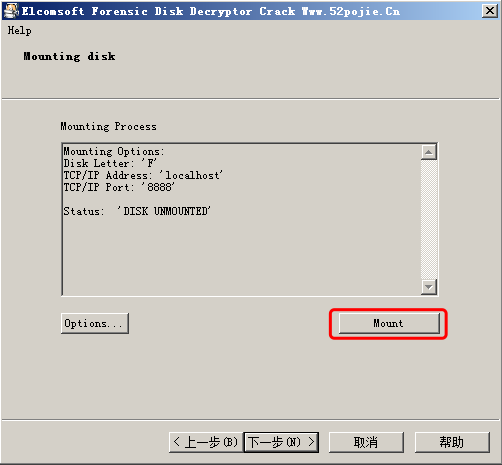 Elcomsoft Forensic Disk Decryptor Crack Www.52pojie.Cn
Help
Mounting disk
Mounting Process
Mounting Options:
Disk Letter: 'F'
TCP/IP Address: 'localhost'
TCP/IP Port: '8888'
Status: 'DISK UNMOUNTED'
Options...
Mount
< 上一步(B)
下一步(N) >
取消
帮助